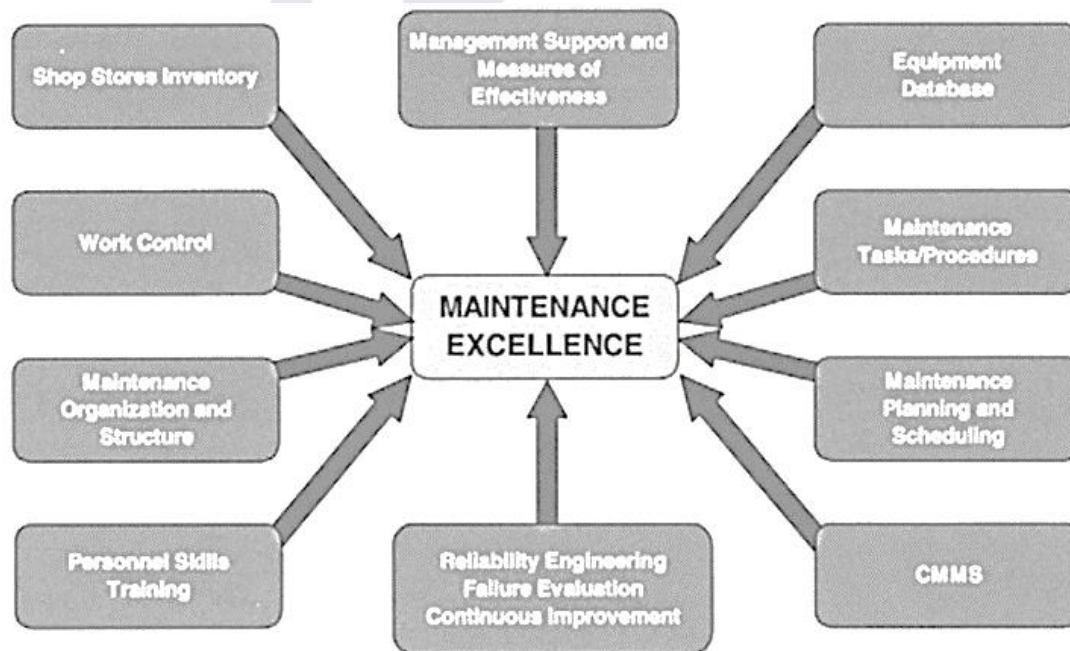 Shop Stores Inventory
Management Support and
Measures of
Effectiveness
Equipment
Database
Work Control
Maintenance
Tasks/Procedures
MAINTENANCE
EXCELLENCE
Maintenance
Organization and
Structure
Maintenance
Planning and
Scheduling
Personnel Skills
Training
Reliability Engineering
Failure Evaluation
Continuous Improvement
CMMS